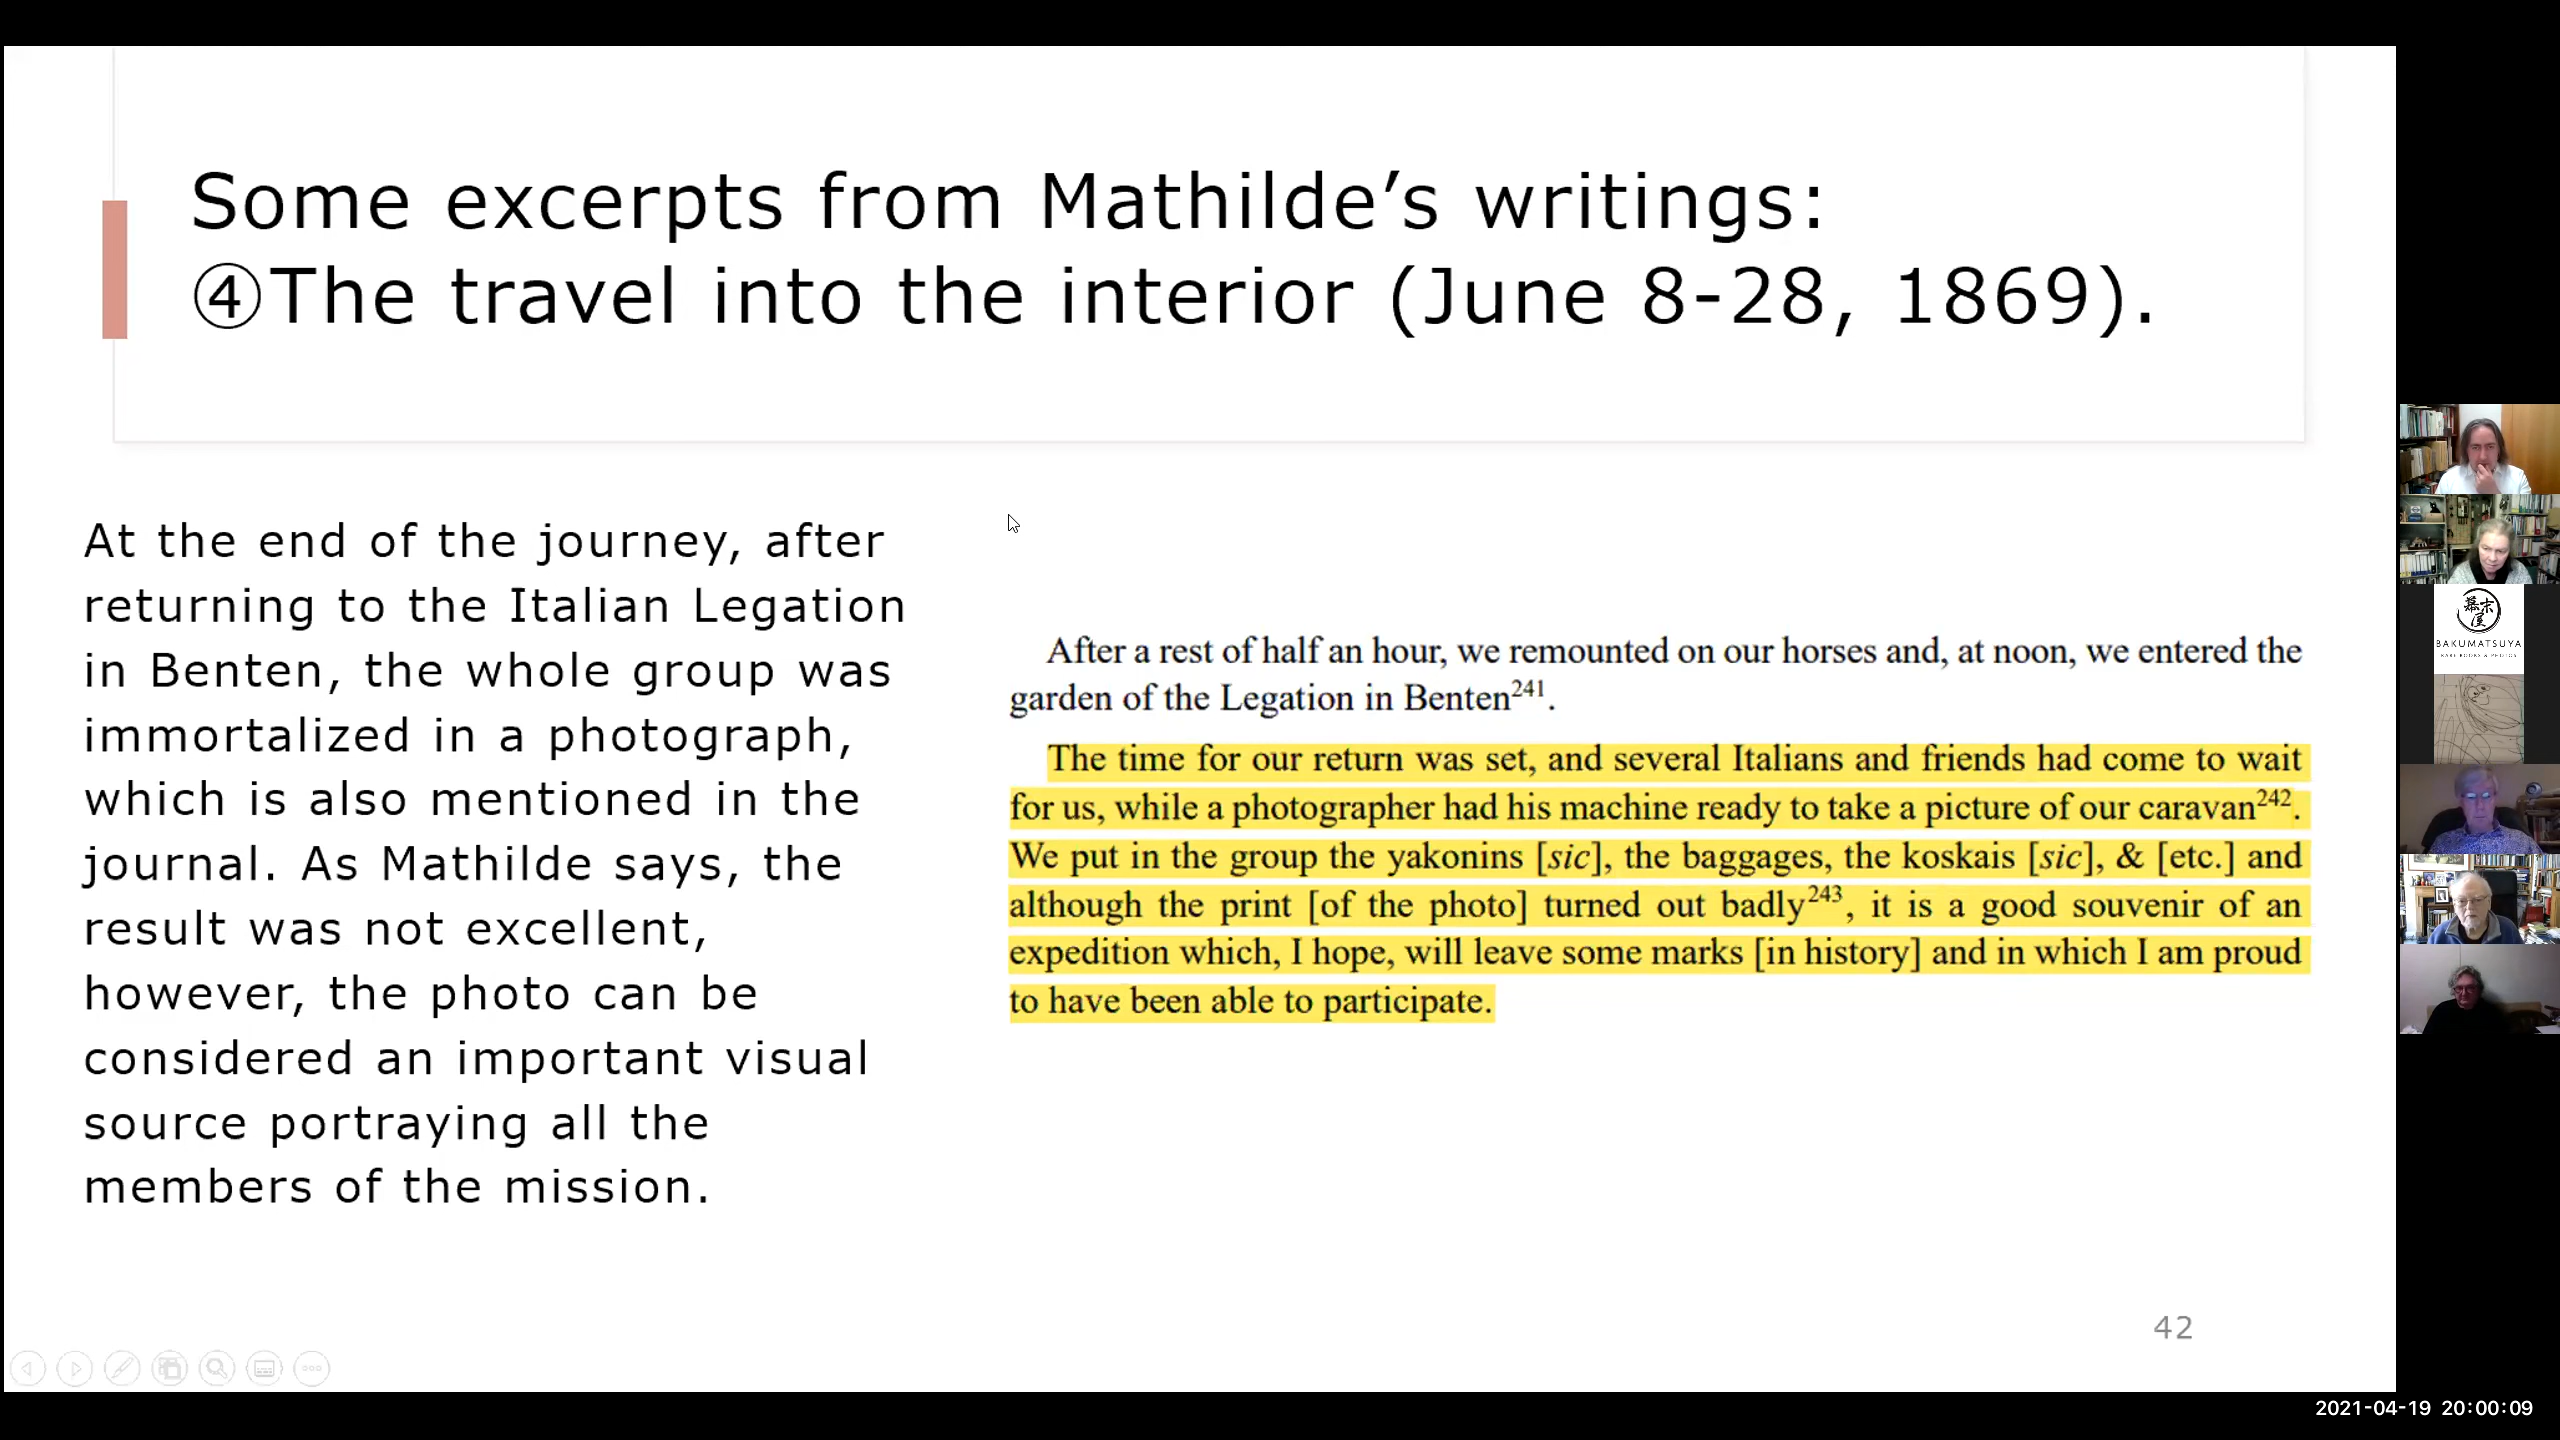 Some excerpts from Mathilde’s writings:
④The travel into the interior (June 8-28, 1869).
At the end of the journey, after
returning to the Italian Legation
in Benten, the whole group was
immortalized in a photograph,
which is also mentioned in the
journal. As Mathilde says, the
result was not excellent,
however, the photo can be
considered an important visual
source portraying all the
members of the mission.
After a rest of half an hour, we remounted on our horses and, at noon, we entered the
garden of the Legation in Benten241.
The time for our return was set, and several Italians and friends had come to wait
for us, while a photographer had his machine ready to take a picture of our caravan242.
We put in the group the yakonins [sic], the baggages, the koskais [sic], & [etc.] and
although the print [of the photo] turned out badly243, it is a good souvenir of an
expedition which, I hope, will leave some marks [in history] and in which I am proud
to have been able to participate.
42
幕末
屋
BAKUMATSUYA
RARE BOOKS & PHOTOS
2021-04-19 20:00:09